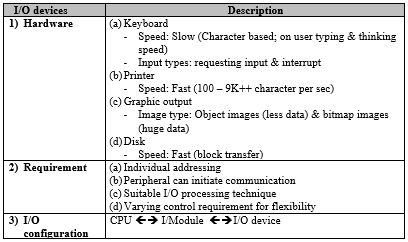 I/O devices Description
1) Hardware (a) Keyboard
- Speed: Slow (Character based; on user typing & thinking
speed)
- Input types: requesting input & interrupt
(b) Printer
- Speed: Fast (100 – 9K++ character per sec)
(c) Graphic output
- Image type: Object images (less data) & bitmap images
(huge data)
(d) Disk
- Speed: Fast (block transfer)
2) Requirement (a) Individual addressing
(b) Peripheral can initiate communication
(c) Suitable I/O processing technique
(d) Varying control requirement for flexibility
3) I/O CPU ←→ I/Module ←→I/O device
configuration